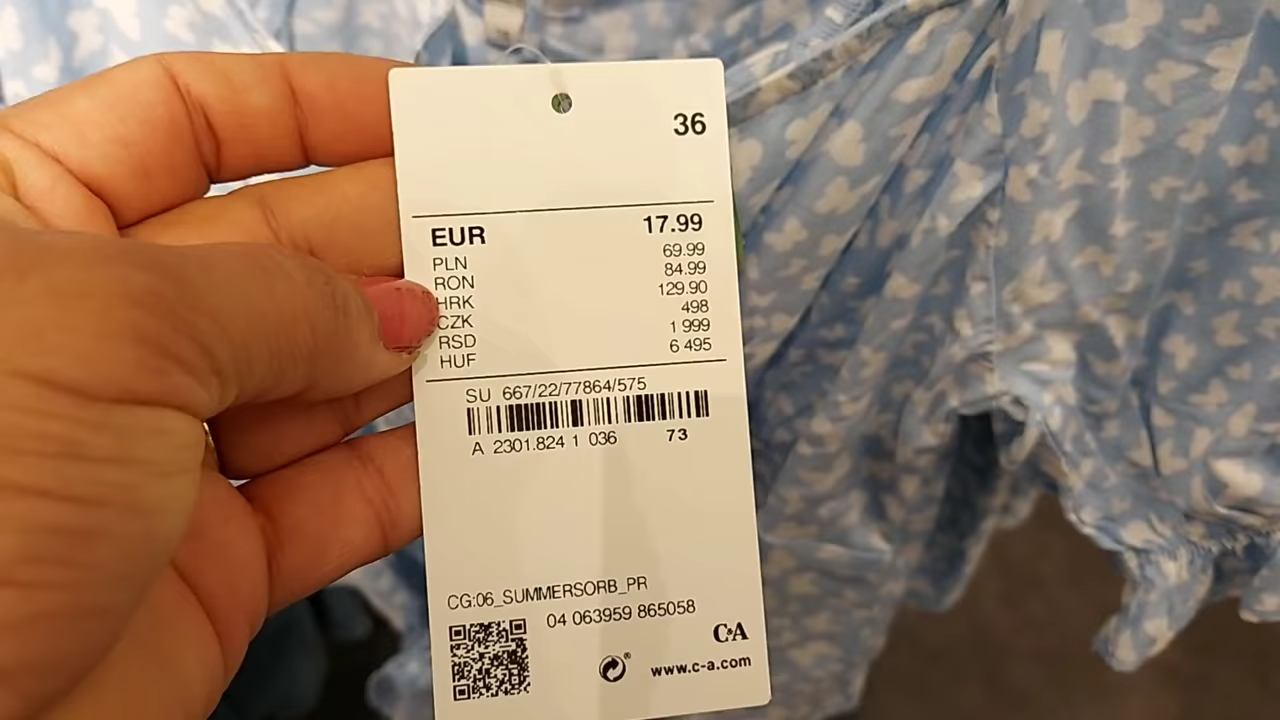 36
EUR 17.99
PLN 69.99
RON 84.99
HRK 129.90
CZK 498
RSD 1 999
HUF 6 495
SU 667/22/77864/575
A 2301.824 1 036 73
CG:06_SUMMERSORB_PR
04 063959 865058
C&A
www.c-a.com